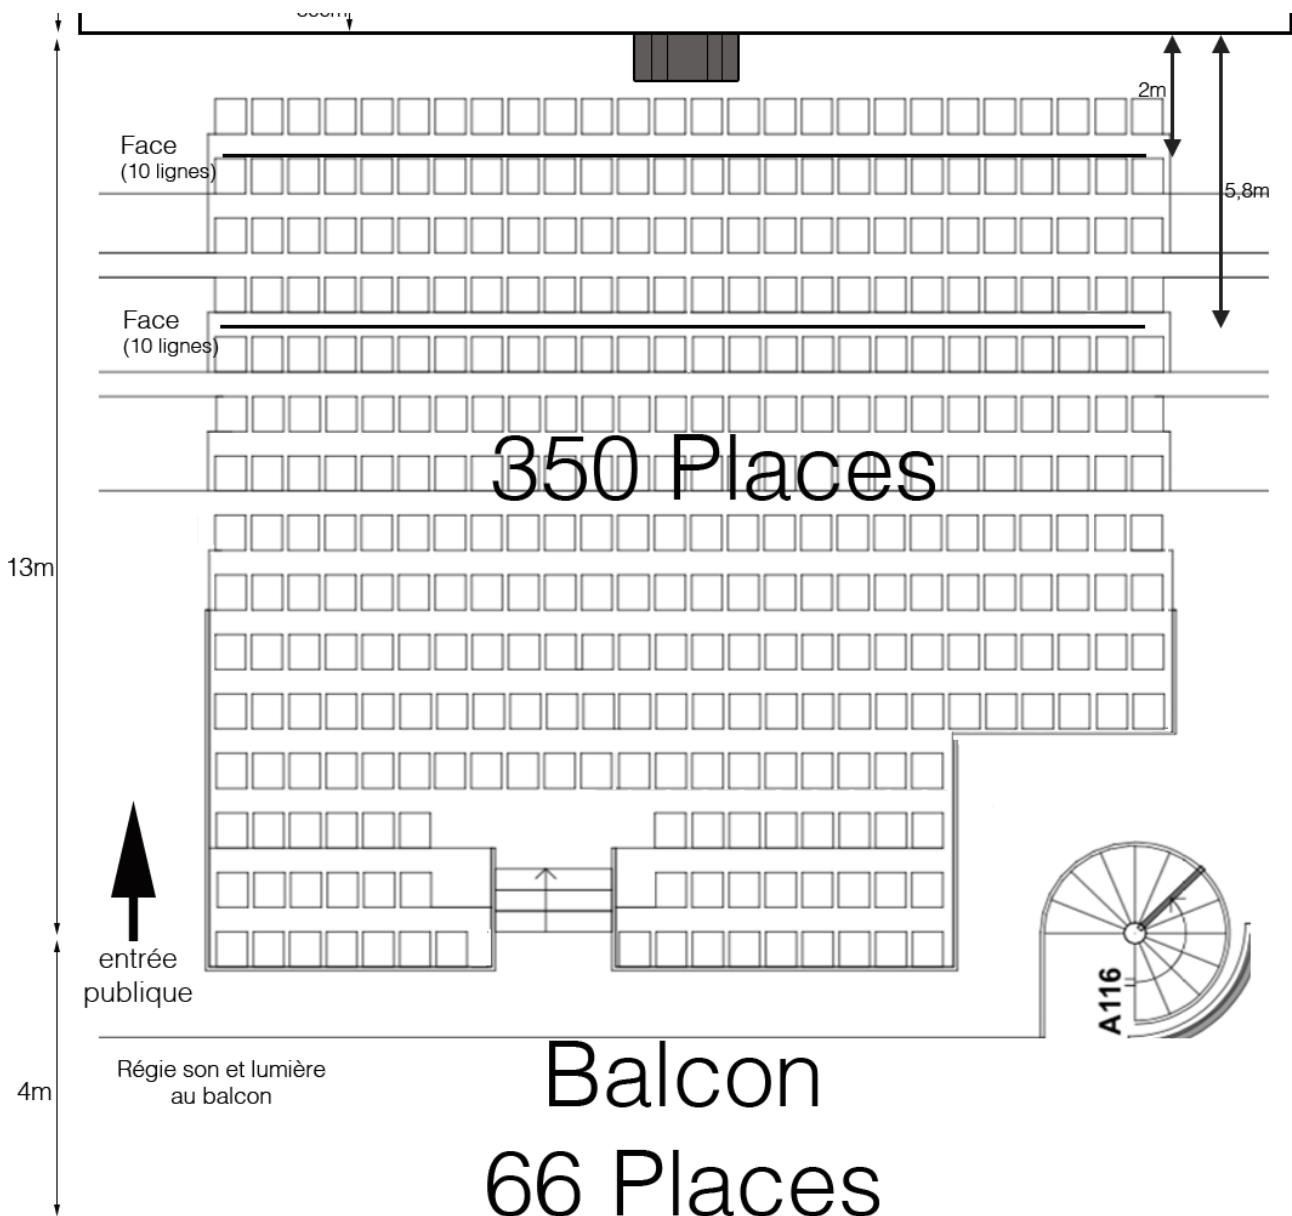 2m
Face
(10 lignes)
5,8m
Face
(10 lignes)
350 Places
13m
entrée
publique
A116
Régie son et lumière
au balcon
4m
Balcon
66 Places